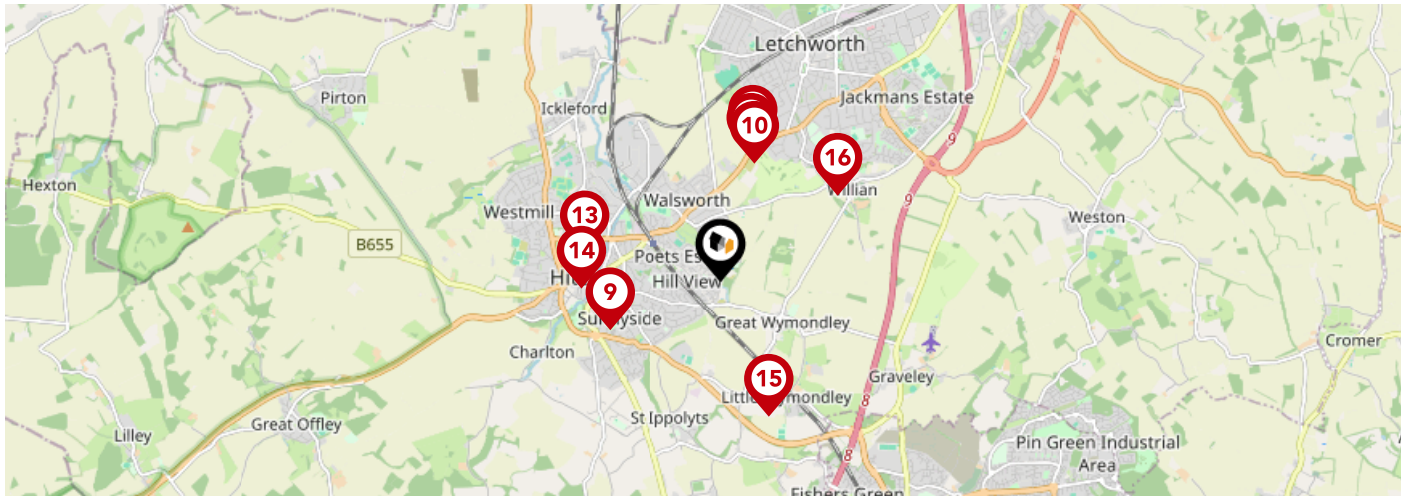 Letchworth
Pirton
Jackmans Estate
Ickleford
10
9
16
Hexton
Willian
9
Walsworth
Westmill
13
Weston
B655
14
Poets Es
Hi
Hill View
9
Sunnyside
Great Wymondley
Cromer
Charlton
15
Graveley
Little Wymondley
8
St Ippolyts
Great Offley
Lilley
Pin Green Industrial
Area
8
Fishers Green